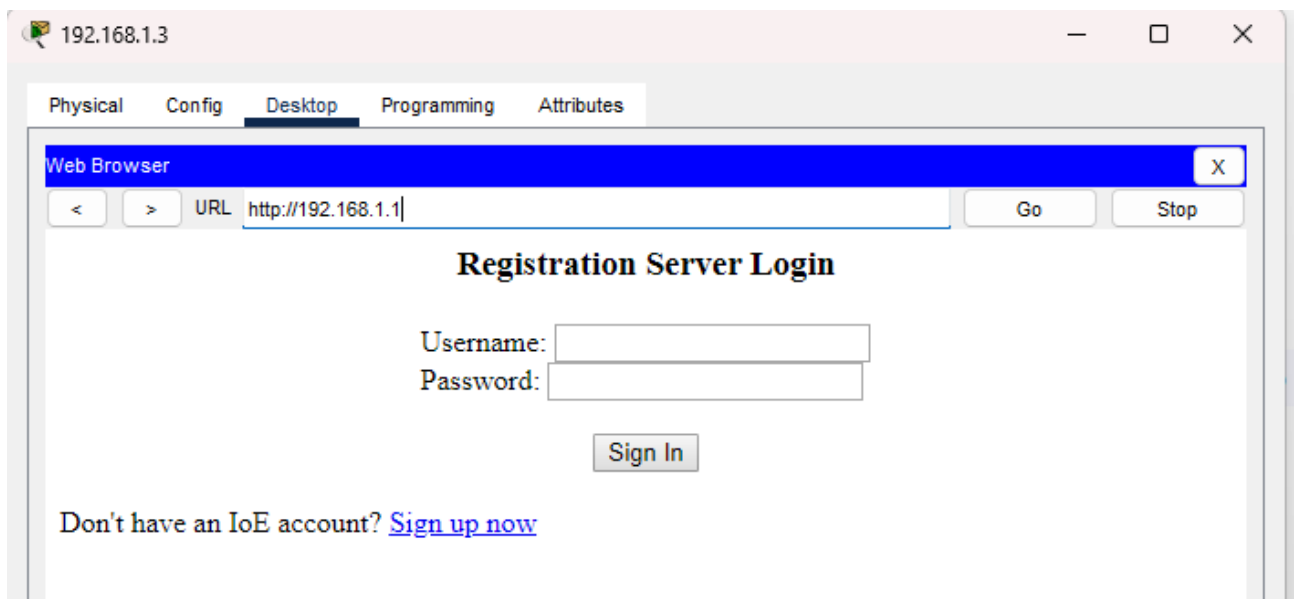 192.168.1.3
Physical Config Desktop Programming Attributes
Web Browser X
< > URL http://192.168.1.1 Go Stop
Registration Server Login
Username:
Password:
Sign In
Don't have an IoE account? Sign up now